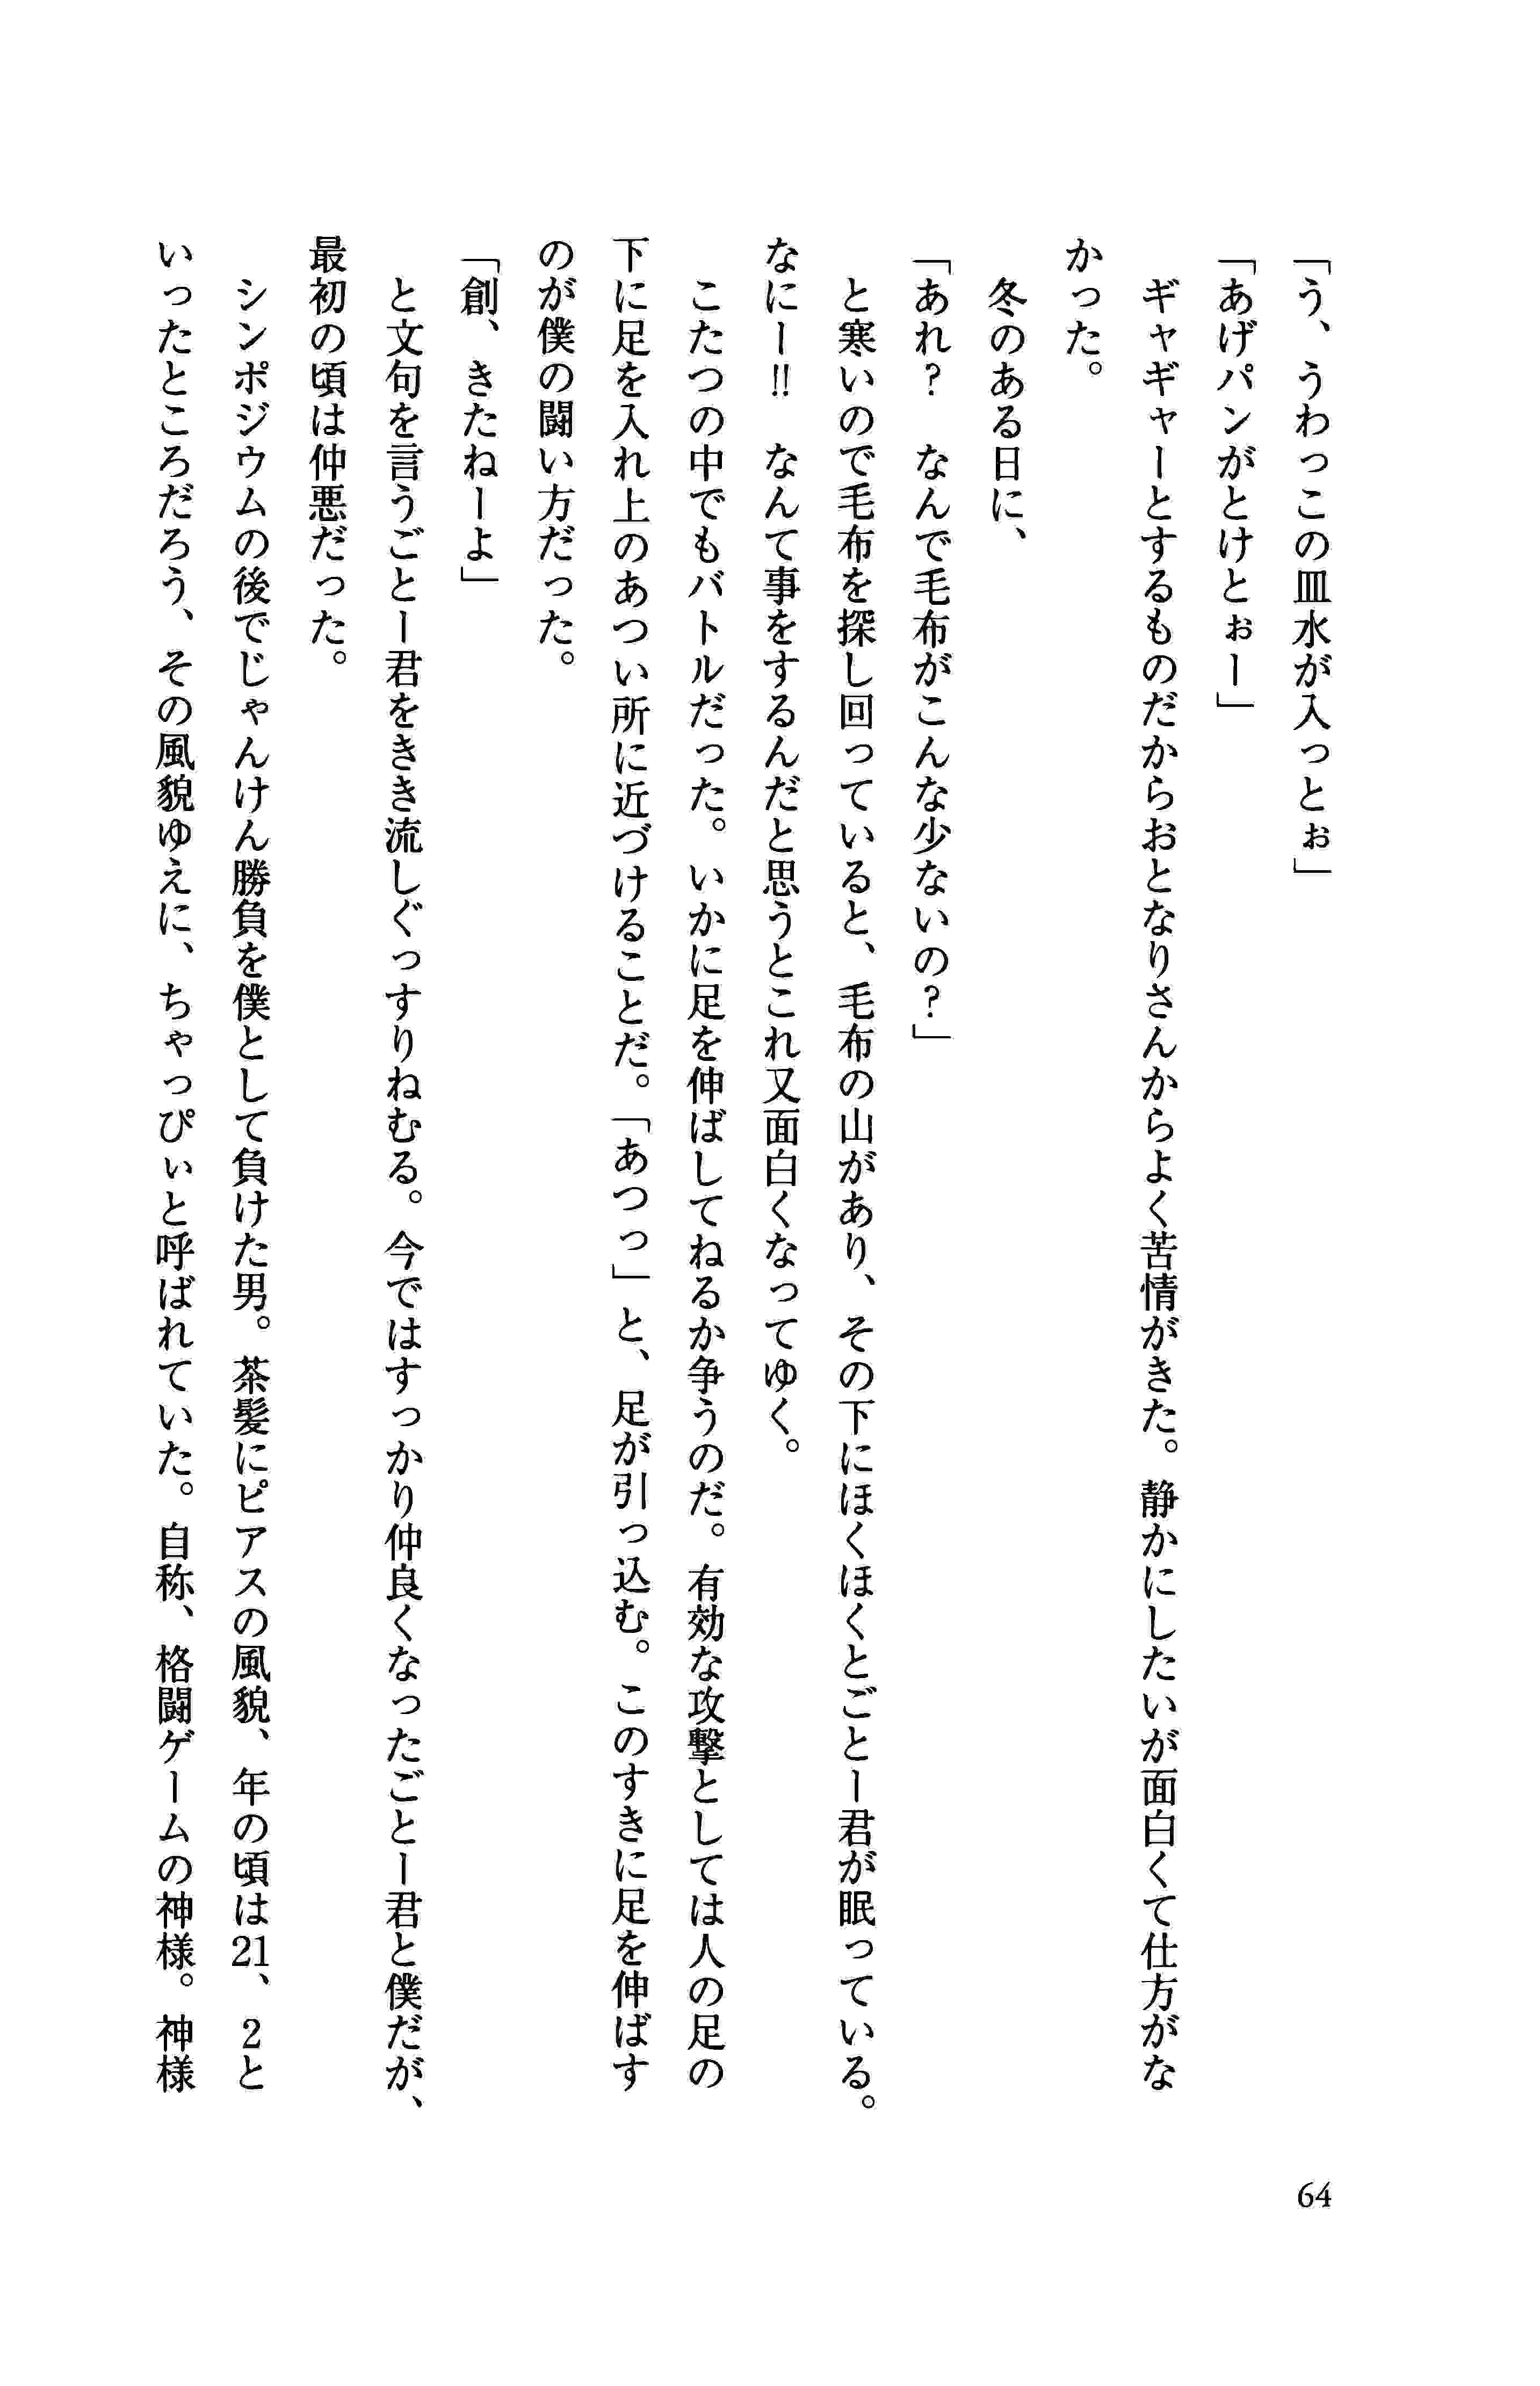 「う、うわっこの皿水が入っとぉ」
「あげパンがとけとぉー」
　ギャギャーとするものだからおとなりさんからよく苦情がきた。静かにしたいが面白くて仕方がな
かった。
　冬のある日に、
「あれ？　なんで毛布がこんな少ないの？」
　と寒いので毛布を探し回っていると、毛布の山があり、その下にほくほくとごとー君が眠っている。
なにー!!　なんて事をするんだと思うとこれ又面白くなってゆく。
　こたつの中でもバトルだった。いかに足を伸ばしてねるか争うのだ。有効な攻撃としては人の足の
下に足を入れ上のあつい所に近づけることだ。「あつっ」と、足が引っ込む。このすきに足を伸ばす
のが僕の闘い方だった。
「創、きたねーよ」
　と文句を言うごとー君をきき流しぐっすりねむる。今ではすっかり仲良くなったごとー君と僕だが、
最初の頃は仲悪だった。
　シンポジウムの後でじゃんけん勝負を僕として負けた男。茶髪にピアスの風貌、年の頃は21、2と
いったところだろう、その風貌ゆえに、ちゃっぴぃと呼ばれていた。自称、格闘ゲームの神様。神様
64